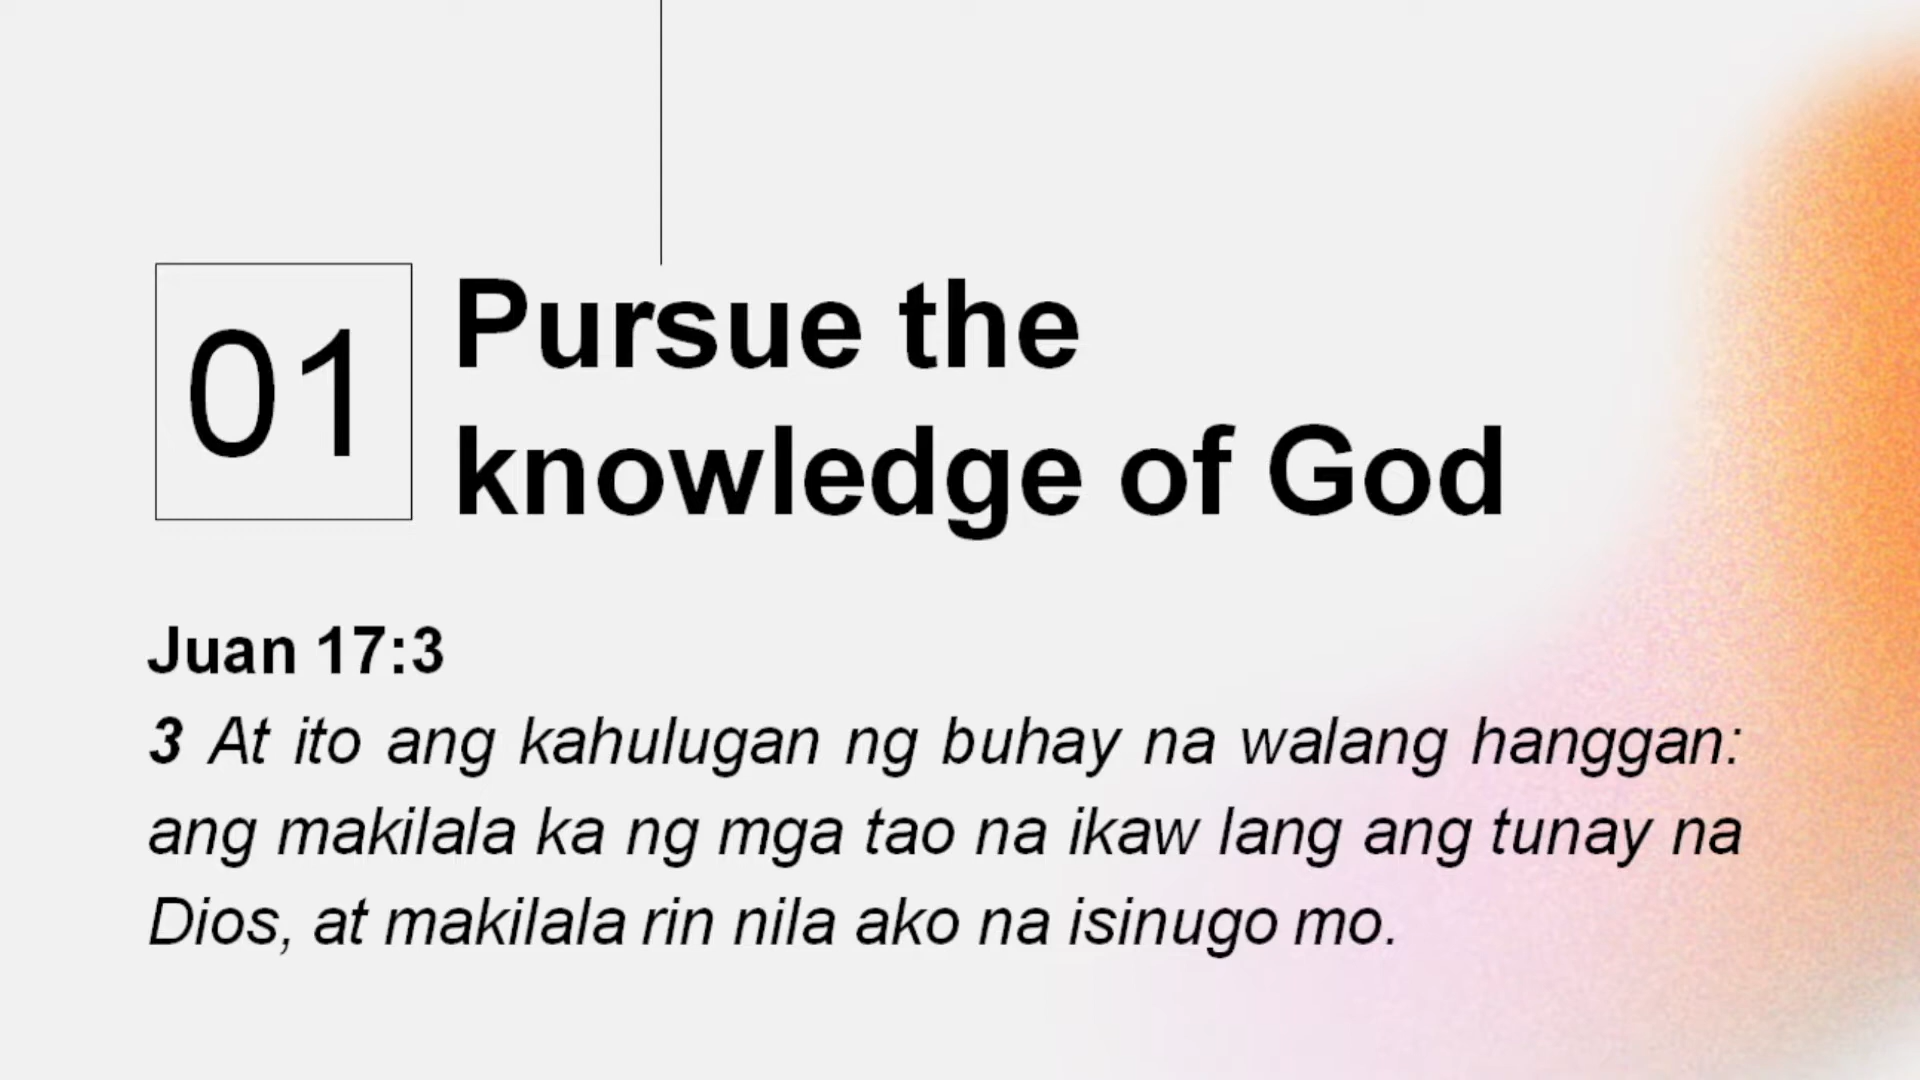 01
Pursue the
knowledge of God
Juan 17:3
3 At ito ang kahulugan ng buhay na walang hanggan:
ang makilala ka ng mga tao na ikaw lang ang tunay na
Dios, at makilala rin nila ako na isinugo mo.